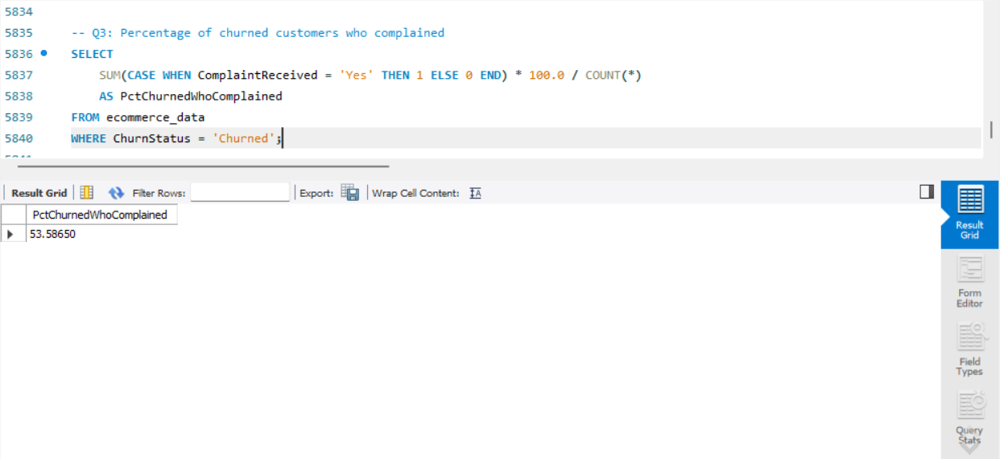 5834
5835 -- Q3: Percentage of churned customers who complained
5836 SELECT
5837 SUM(CASE WHEN ComplaintReceived = 'Yes' THEN 1 ELSE 0 END) * 100.0 / COUNT(*)
5838 AS PctChurnedWhoComplained
5839 FROM ecommerce_data
5840 WHERE ChurnStatus = 'Churned';
Result Grid Filter Rows: Export: Wrap Cell Content: IA
PctChurnedWhoComplained
53.58650
Result
Grid
Form
Editor
Field
Types
Query
Stats